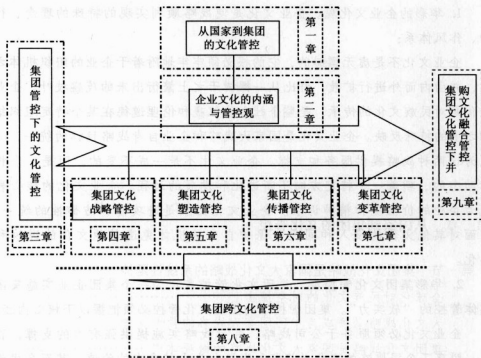 从国家到集团
的文化管控
第一章
企业文化的内涵
与管控观
第二章
集团管控下的文化管控
第三章
集团文化
战略管控
第四章
集团文化
塑造管控
第五章
集团文化
传播管控
第六章
集团文化
变革管控
第七章
购文化融合管控
集团文化管控下并
第九章
集团跨文化管控
第八章